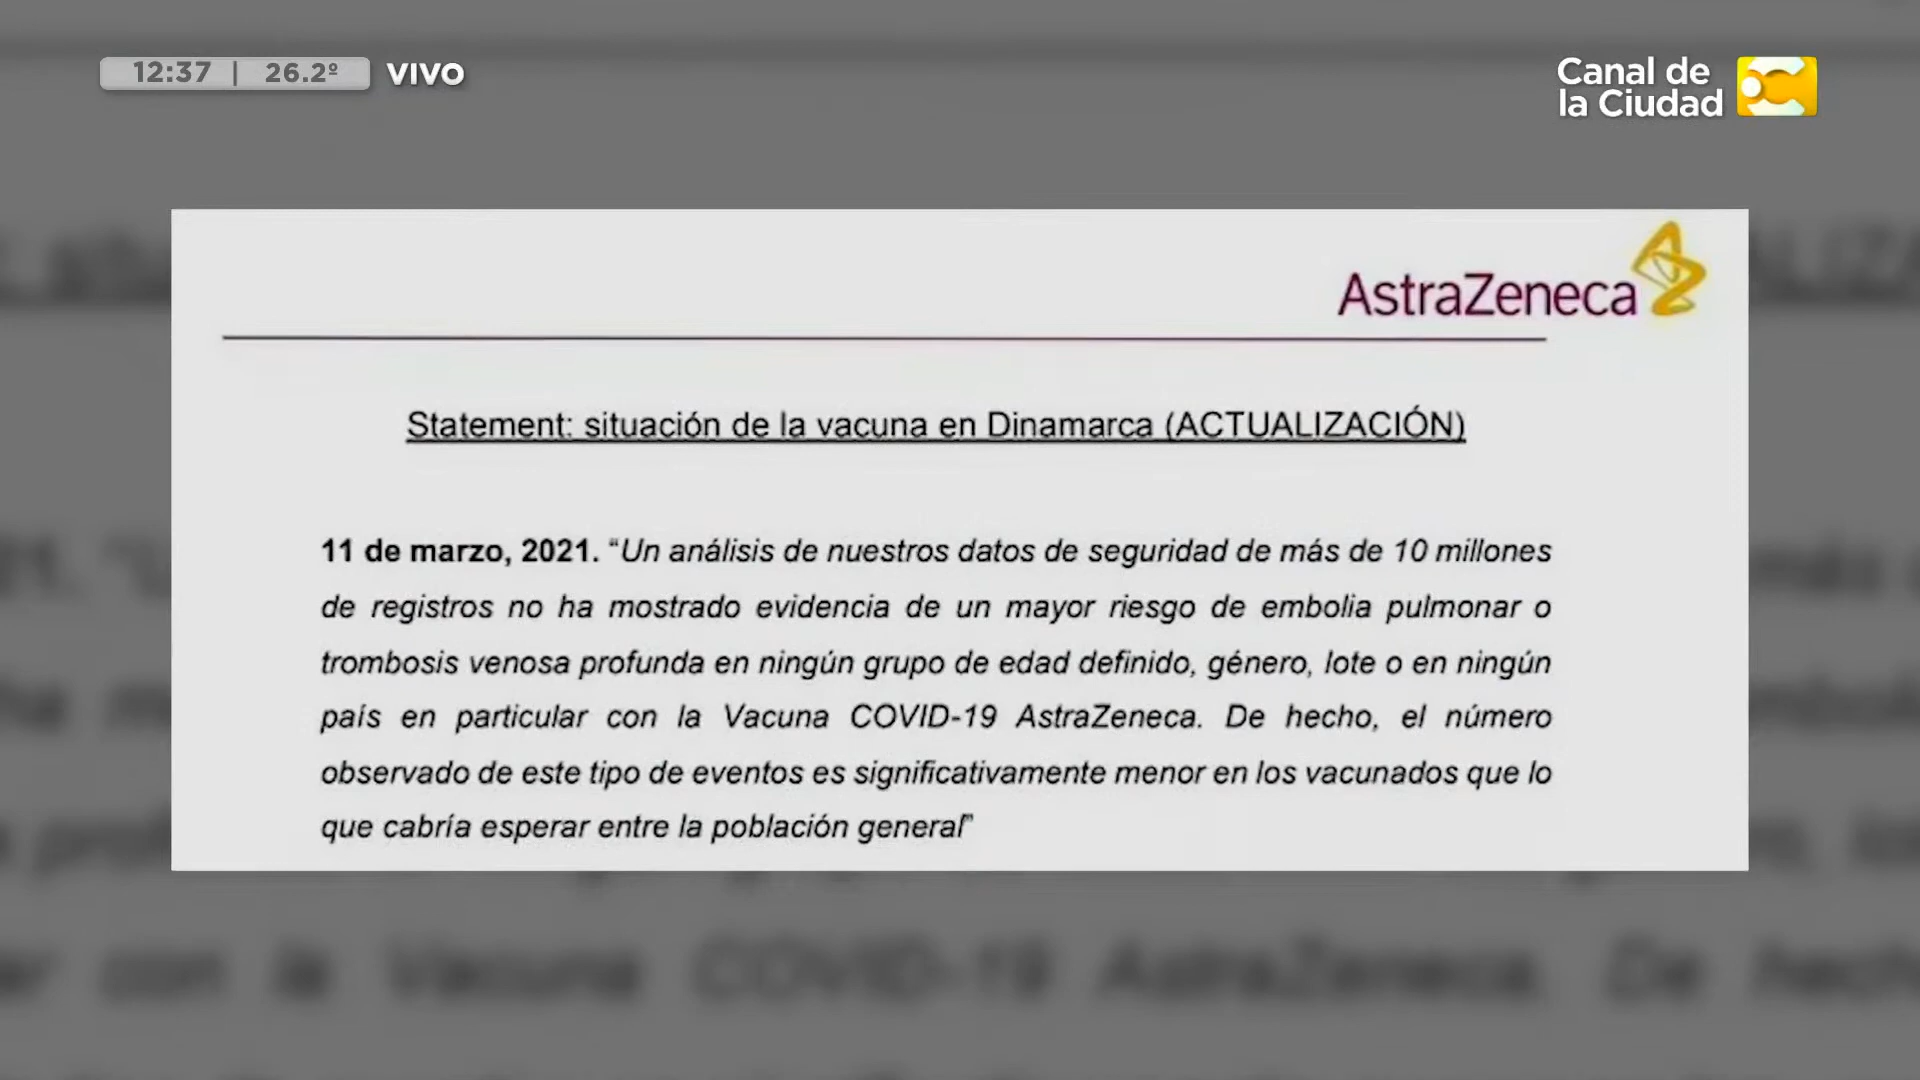 12:37 | 26.2º VIVO
Canal de
la Ciudad
AstraZeneca
Statement: situación de la vacuna en Dinamarca (ACTUALIZACIÓN)
11 de marzo, 2021. “Un análisis de nuestros datos de seguridad de más de 10 millones
de registros no ha mostrado evidencia de un mayor riesgo de embolia pulmonar o
trombosis venosa profunda en ningún grupo de edad definido, género, lote o en ningún
país en particular con la Vacuna COVID-19 AstraZeneca. De hecho, el número
observado de este tipo de eventos es significativamente menor en los vacunados que lo
que cabría esperar entre la población general”